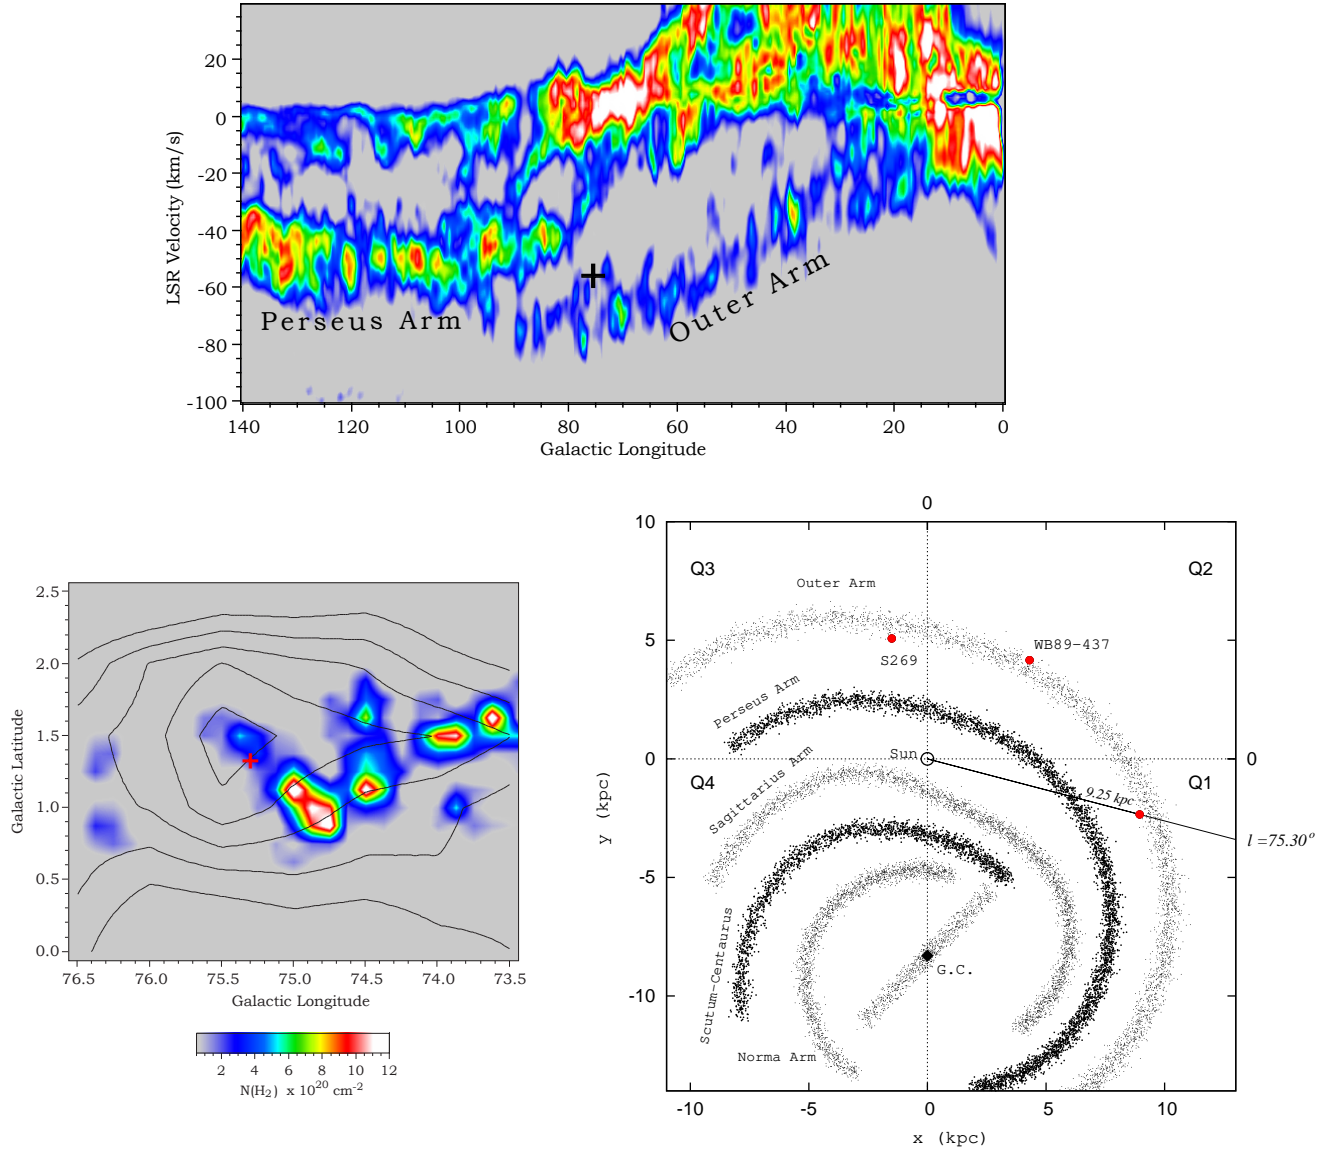 20
0
-20
-40
-60
-80
-100
LSR Velocity (km/s)
Perseus Arm
Outer Arm
140 120 100 80 60 40 20 0
Galactic Longitude
2.5
2.0
1.5
1.0
0.5
0.0
Galactic Latitude
76.5 76.0 75.5 75.0 74.5 74.0 73.5
Galactic Longitude
2 4 6 8 10 12
N(H₂) x 10²⁰ cm⁻²
0
10
5
0
-5
-10
y (kpc)
Q3 Q2
Outer Arm
WB89-437
S269
Perseus Arm
Sun
0
Q4 Q1
Sagittarius Arm
9.25 kpc
l =75.30°
Scutum-Centaurus
G.C.
Norma Arm
-10 -5 0 5 10
x (kpc)